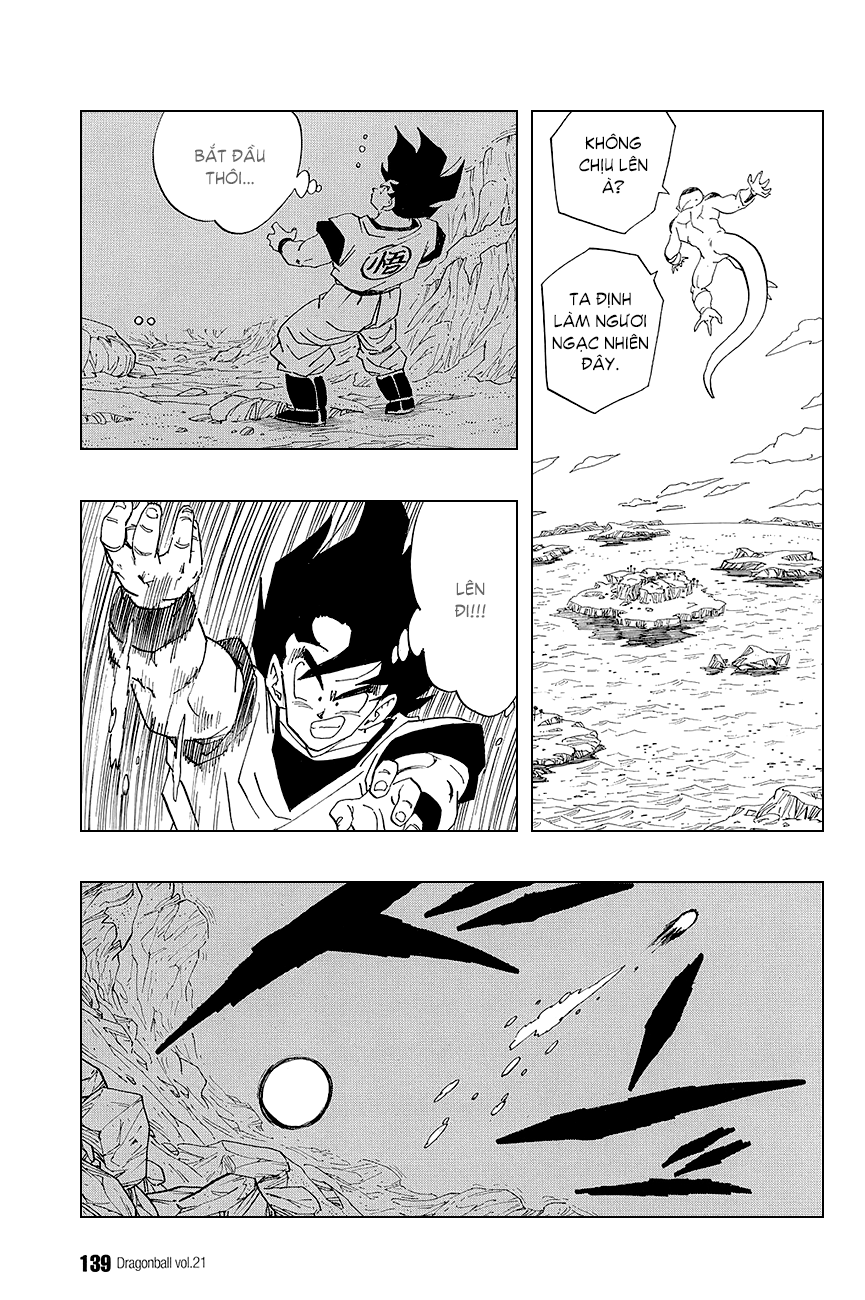 KHÔNG
CHỊU LÊN
À?
TA ĐỊNH
LÀM NGƯƠI
NGẠC NHIÊN
ĐÂY.
BẮT ĐẦU
THÔI...
悟
LÊN
ĐI!!!
139 Dragonball vol.21